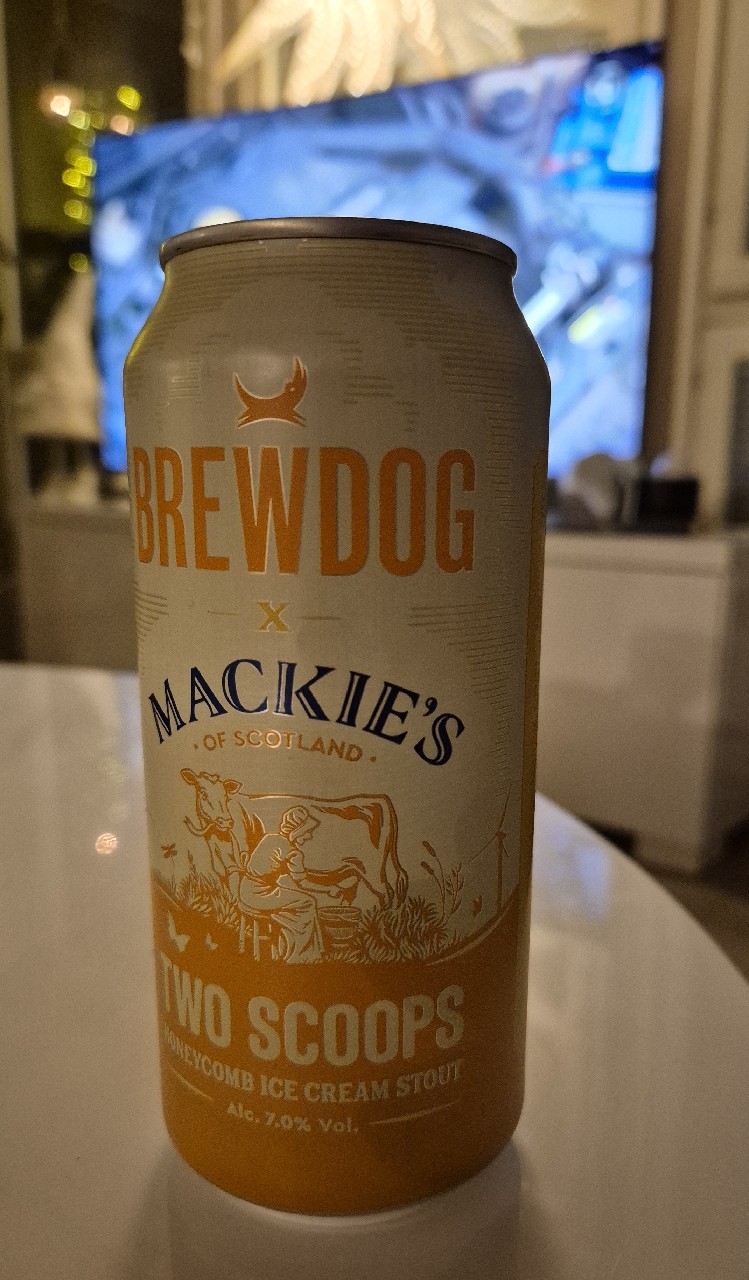 BREWDOG
X
MACKIE'S
· OF SCOTLAND ·
TWO SCOOPS
HONEYCOMB ICE CREAM STOUT
Alc. 7.0% Vol.